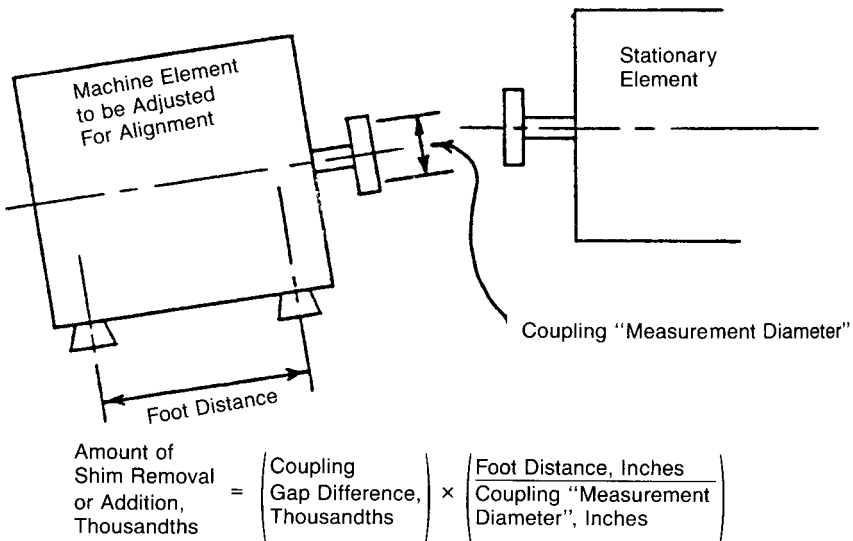 Machine Element
to be Adjusted
For Alignment
Stationary
Element
Coupling “Measurement Diameter”
Foot Distance
Amount of
Shim Removal
or Addition,
Thousandths
=
(Coupling
Gap Difference,
Thousandths)
×
(Foot Distance, Inches
Coupling “Measurement
Diameter”, Inches)